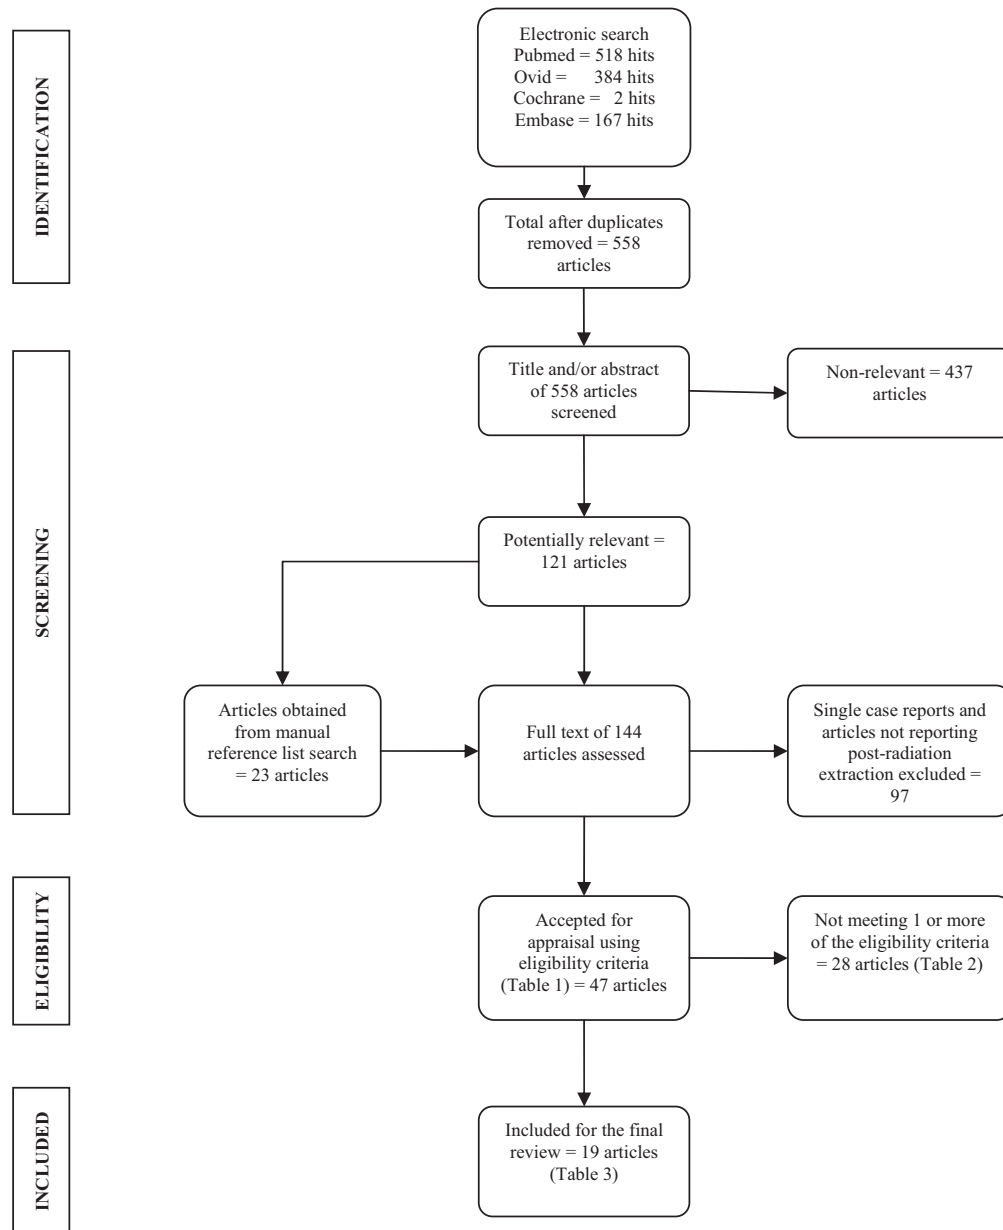 IDENTIFICATION
Electronic search
Pubmed = 518 hits
Ovid = 384 hits
Cochrane = 2 hits
Embase = 167 hits
Total after duplicates
removed = 558
articles
SCREENING
Title and/or abstract
of 558 articles
screened
Non-relevant = 437
articles
Potentially relevant =
121 articles
Articles obtained
from manual
reference list search
= 23 articles
Full text of 144
articles assessed
Single case reports and
articles not reporting
post-radiation
extraction excluded =
97
ELIGIBILITY
Accepted for
appraisal using
eligibility criteria
(Table 1) = 47 articles
Not meeting 1 or more
of the eligibility criteria
= 28 articles (Table 2)
INCLUDED
Included for the final
review = 19 articles
(Table 3)